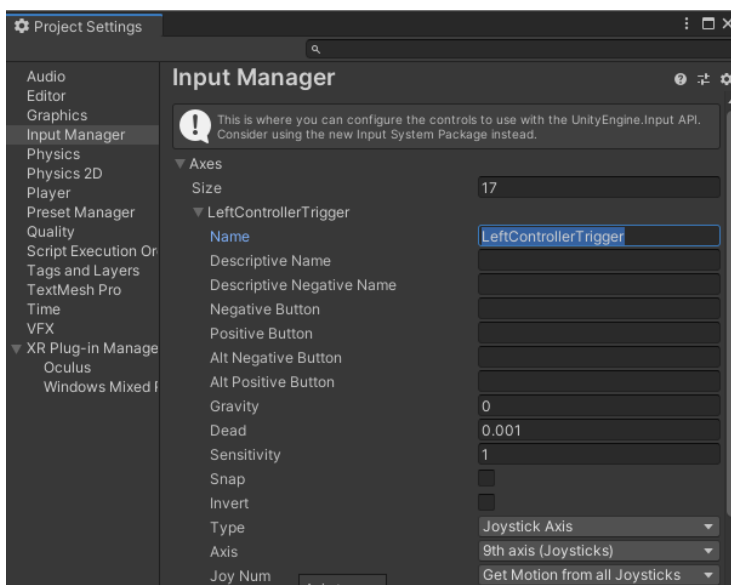 Project Settings
Input Manager
This is where you can configure the controls to use with the UnityEngine.Input API.
Consider using the new Input System Package instead.
Audio
Editor
Graphics
Input Manager
Physics
Physics 2D
Player
Preset Manager
Quality
Script Execution Or
Tags and Layers
TextMesh Pro
Time
VFX
XR Plug-in Manage
Oculus
Windows Mixed
Axes
Size 17
LeftControllerTrigger
Name LeftControllerTrigger
Descriptive Name
Descriptive Negative Name
Negative Button
Positive Button
Alt Negative Button
Alt Positive Button
Gravity 0
Dead 0.001
Sensitivity 1
Snap
Invert
Type Joystick Axis
Axis 9th axis (Joysticks)
Joy Num Get Motion from all Joysticks